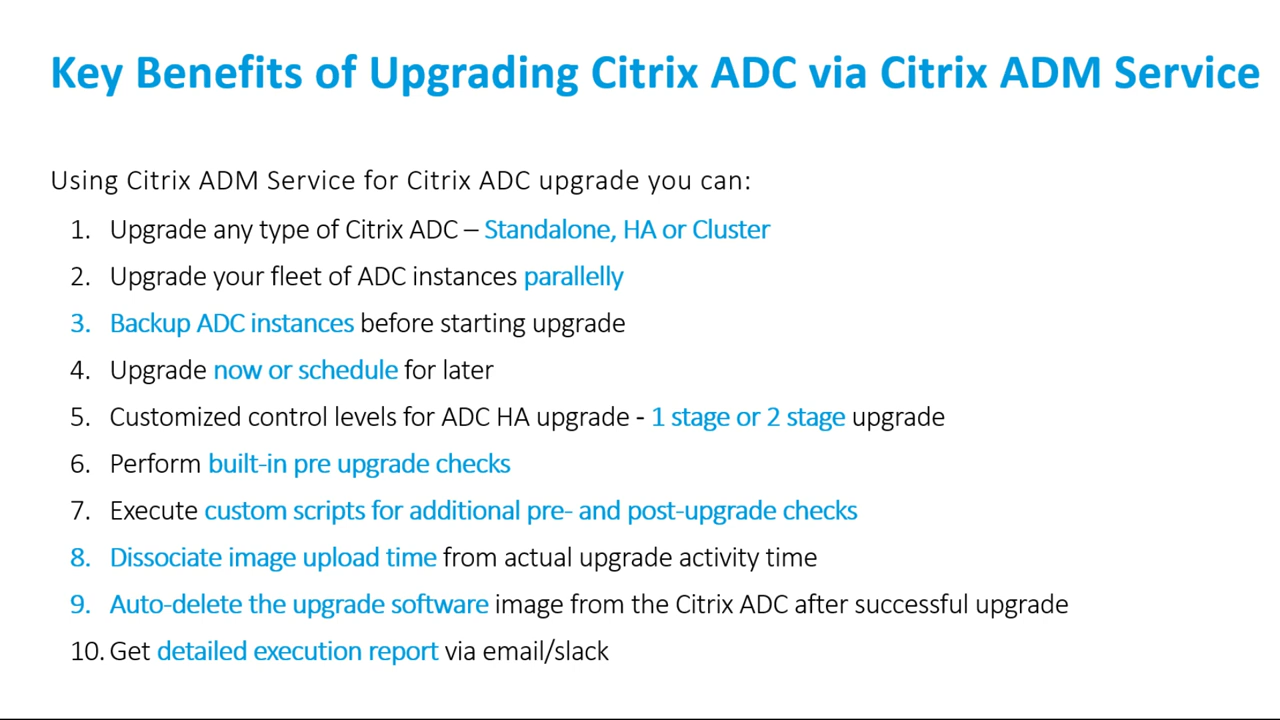 Key Benefits of Upgrading Citrix ADC via Citrix ADM Service
Using Citrix ADM Service for Citrix ADC upgrade you can:
1. Upgrade any type of Citrix ADC – Standalone, HA or Cluster
2. Upgrade your fleet of ADC instances parallelly
3. Backup ADC instances before starting upgrade
4. Upgrade now or schedule for later
5. Customized control levels for ADC HA upgrade - 1 stage or 2 stage upgrade
6. Perform built-in pre upgrade checks
7. Execute custom scripts for additional pre- and post-upgrade checks
8. Dissociate image upload time from actual upgrade activity time
9. Auto-delete the upgrade software image from the Citrix ADC after successful upgrade
10. Get detailed execution report via email/slack